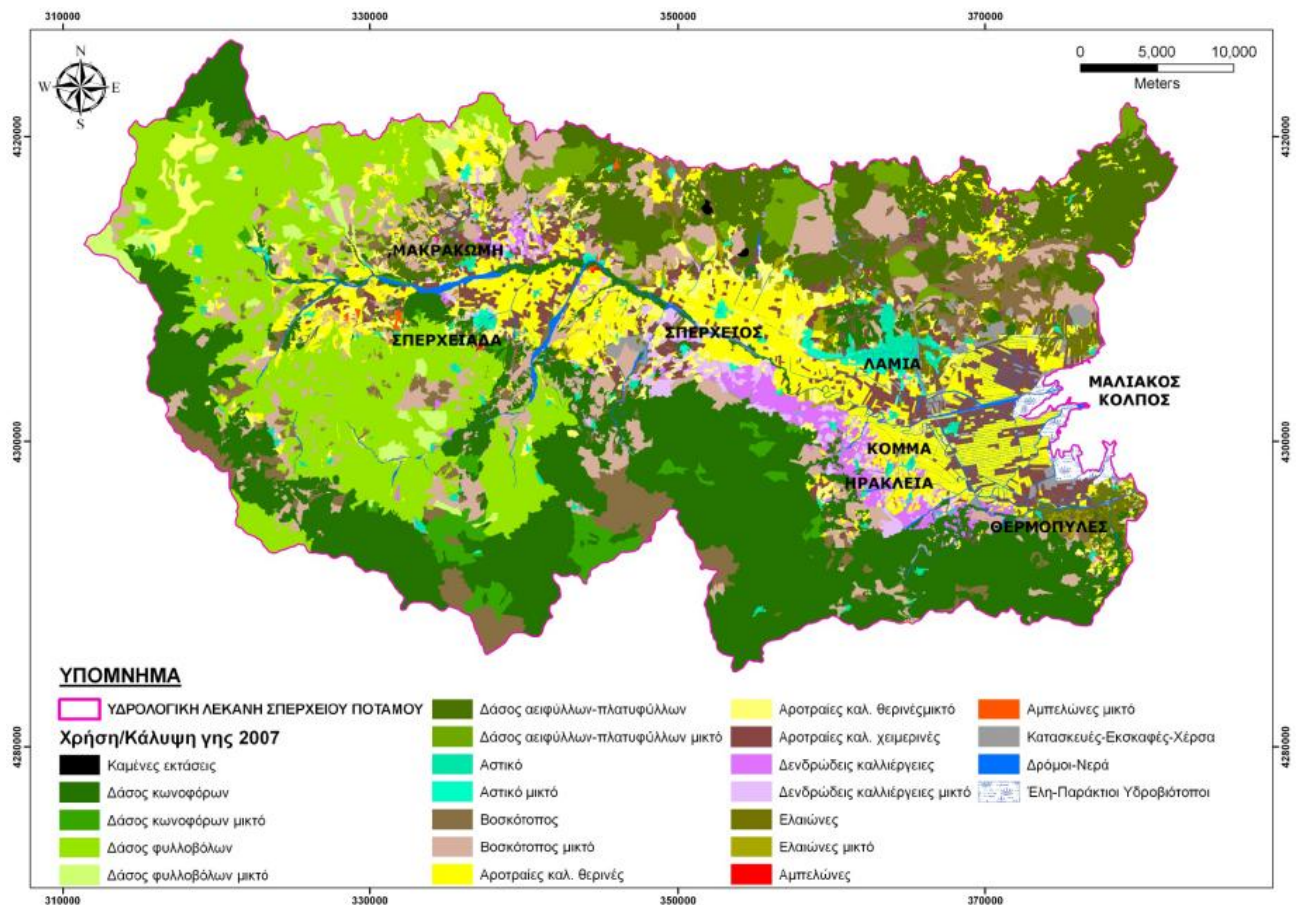 310000 330000 350000 370000
N
W E
S
0 5,000 10,000
Meters
4320000 4320000
ΜΑΚΡΑΚΩΜΗ
ΣΠΕΡΧΕΙΑΔΑ
ΣΠΕΡΧΕΙΟΣ
ΛΑΜΙΑ
ΜΑΛΙΑΚΟΣ
ΚΟΛΠΟΣ
4300000 4300000
ΚΟΜΜΑ
ΗΡΑΚΛΕΙΑ
ΘΕΡΜΟΠΥΛΕΣ
4280000 4280000
ΥΠΟΜΝΗΜΑ
ΥΔΡΟΛΟΓΙΚΗ ΛΕΚΑΝΗ ΣΠΕΡΧΕΙΟΥ ΠΟΤΑΜΟΥ
Χρήση/Κάλυψη γης 2007
Καμένες εκτάσεις
Δάσος κωνοφόρων
Δάσος κωνοφόρων μικτό
Δάσος φυλλοβόλων
Δάσος φυλλοβόλων μικτό
Δάσος αειφύλλων-πλατυφύλλων
Δάσος αειφύλλων-πλατυφύλλων μικτό
Αστικό
Αστικό μικτό
Βοσκότοπος
Βοσκότοπος μικτό
Αροτραίες καλ. θερινές
Αροτραίες καλ. θερινέςμικτό
Αροτραίες καλ. χειμερινές
Δενδρώδεις καλλιέργειες
Δενδρώδεις καλλιέργειες μικτό
Ελαιώνες
Ελαιώνες μικτό
Αμπελώνες
Αμπελώνες μικτό
Κατασκευές-Εκσκαφές-Χέρσα
Δρόμοι-Νερά
Έλη-Παράκτιοι Υδροβιότοποι
310000 330000 350000 370000